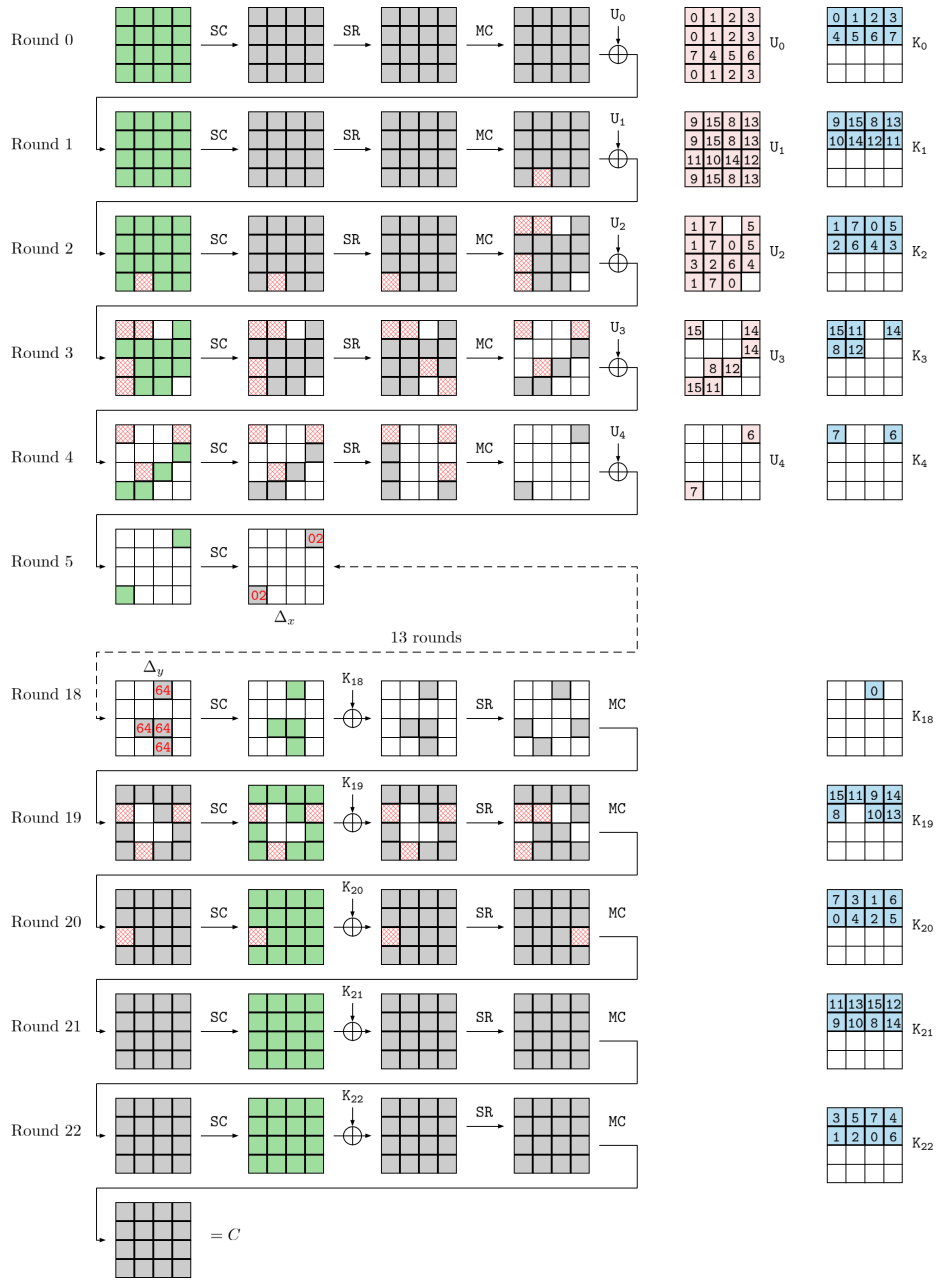 Round 0 SC SR MC U0
0 1 2 3
0 1 2 3
7 4 5 6
0 1 2 3
U0
0 1 2 3
4 5 6 7
K0
Round 1 SC SR MC U1
9 15 8 13
9 15 8 13
11 10 14 12
9 15 8 13
U1
9 15 8 13
10 14 12 11
K1
Round 2 SC SR MC U2
1 7 5
1 7 0 5
3 2 6 4
1 7 0
U2
1 7 0 5
2 6 4 3
K2
Round 3 SC SR MC U3
15 14
14
8 12
15 11
U3
15 11 14
8 12
K3
Round 4 SC SR MC U4
6
7
U4
7 6
K4
Round 5 SC
02
02
Δx
13 rounds
Δy
Round 18 SC K18 SR MC
64
64 64
64
0
K18
Round 19 SC K19 SR MC
15 11 9 14
8 10 13
K19
Round 20 SC K20 SR MC
7 3 1 6
0 4 2 5
K20
Round 21 SC K21 SR MC
11 13 15 12
9 10 8 14
K21
Round 22 SC K22 SR MC
3 5 7 4
1 2 0 6
K22
= C